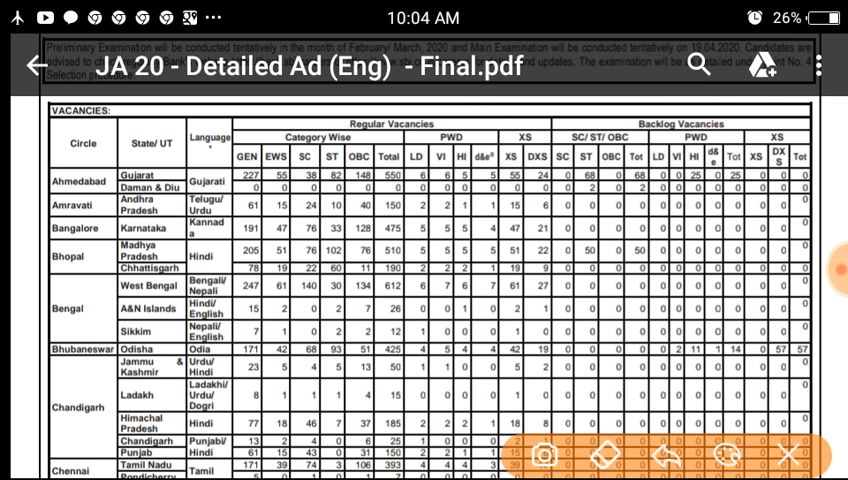 10:04 AM
26%
Preliminary Examination will be conducted tentatively in the month of February/ March, 2020 and Main Examination will be conducted tentatively on 19.04.2020. Candidates are
JA 20 - Detailed Ad (Eng) - Final.pdf
VACANCIES:
Regular Vacancies Backlog Vacancies
Circle State/ UT Language* Category Wise PWD XS SC/ ST/ OBC PWD XS
GEN EWS SC ST OBC Total LD VI HI d&e XS DXS SC ST OBC Tot LD VI HI d&e Tot XS DXS Tot
Ahmedabad Gujarat Gujarati 227 55 38 82 148 550 6 6 5 5 55 24 0 68 0 68 0 0 25 0 25 0 0 0
Daman & Diu 0 0 0 0 0 0 0 0 0 0 0 0 0 2 0 2 0 0 0 0 0 0 0 0
Amravati Andhra Pradesh Telugu/ Urdu 61 15 24 10 40 150 2 2 1 1 15 6 0 0 0 0 0 0 0 0 0 0 0 0
Bangalore Karnataka Kannada 191 47 76 33 128 475 5 5 5 4 47 21 0 0 0 0 0 0 0 0 0 0 0 0
Bhopal Madhya Pradesh Hindi 205 51 76 102 76 510 5 5 5 5 51 22 0 50 0 50 0 0 0 0 0 0 0 0
Chhattisgarh 78 19 22 60 11 190 2 2 2 1 19 9 0 0 0 0 0 0 0 0 0 0 0 0
Bengal West Bengal Bengali/ Nepali 247 61 140 30 134 612 6 7 6 7 61 27 0 0 0 0 0 0 0 0 0 0 0 0
A&N Islands Hindi/ English 15 2 0 2 7 26 0 0 1 0 2 1 0 0 0 0 0 0 0 0 0 0 0 0
Sikkim Nepali/ English 7 1 0 2 2 12 1 0 0 0 1 0 0 0 0 0 0 0 0 0 0 0 0 0
Bhubaneswar Odisha Odia 171 42 68 93 51 425 4 5 4 4 42 19 0 0 0 0 0 2 11 1 14 0 57 57
Chandigarh Jammu & Kashmir Urdu/ Hindi 23 5 4 5 13 50 1 1 0 0 5 2 0 0 0 0 0 0 0 0 0 0 0 0
Ladakh Ladakhi/ Urdu/ Dogri 8 1 1 1 4 15 0 0 0 0 1 0 0 0 0 0 0 0 0 0 0 0 0 0
Himachal Pradesh Hindi 77 18 46 7 37 185 2 2 2 1 18 8 0 0 0 0 0 0 0 0 0 0 0 0
Chandigarh Punjabi/ Hindi 13 2 4 0 6 25 1 0 0 0
Punjab 61 15 43 0 31 150 2 2 1 1 15
Chennai Tamil Nadu Tamil 171 39 74 3 106 393 4 4 4 3 39
Pondicherry